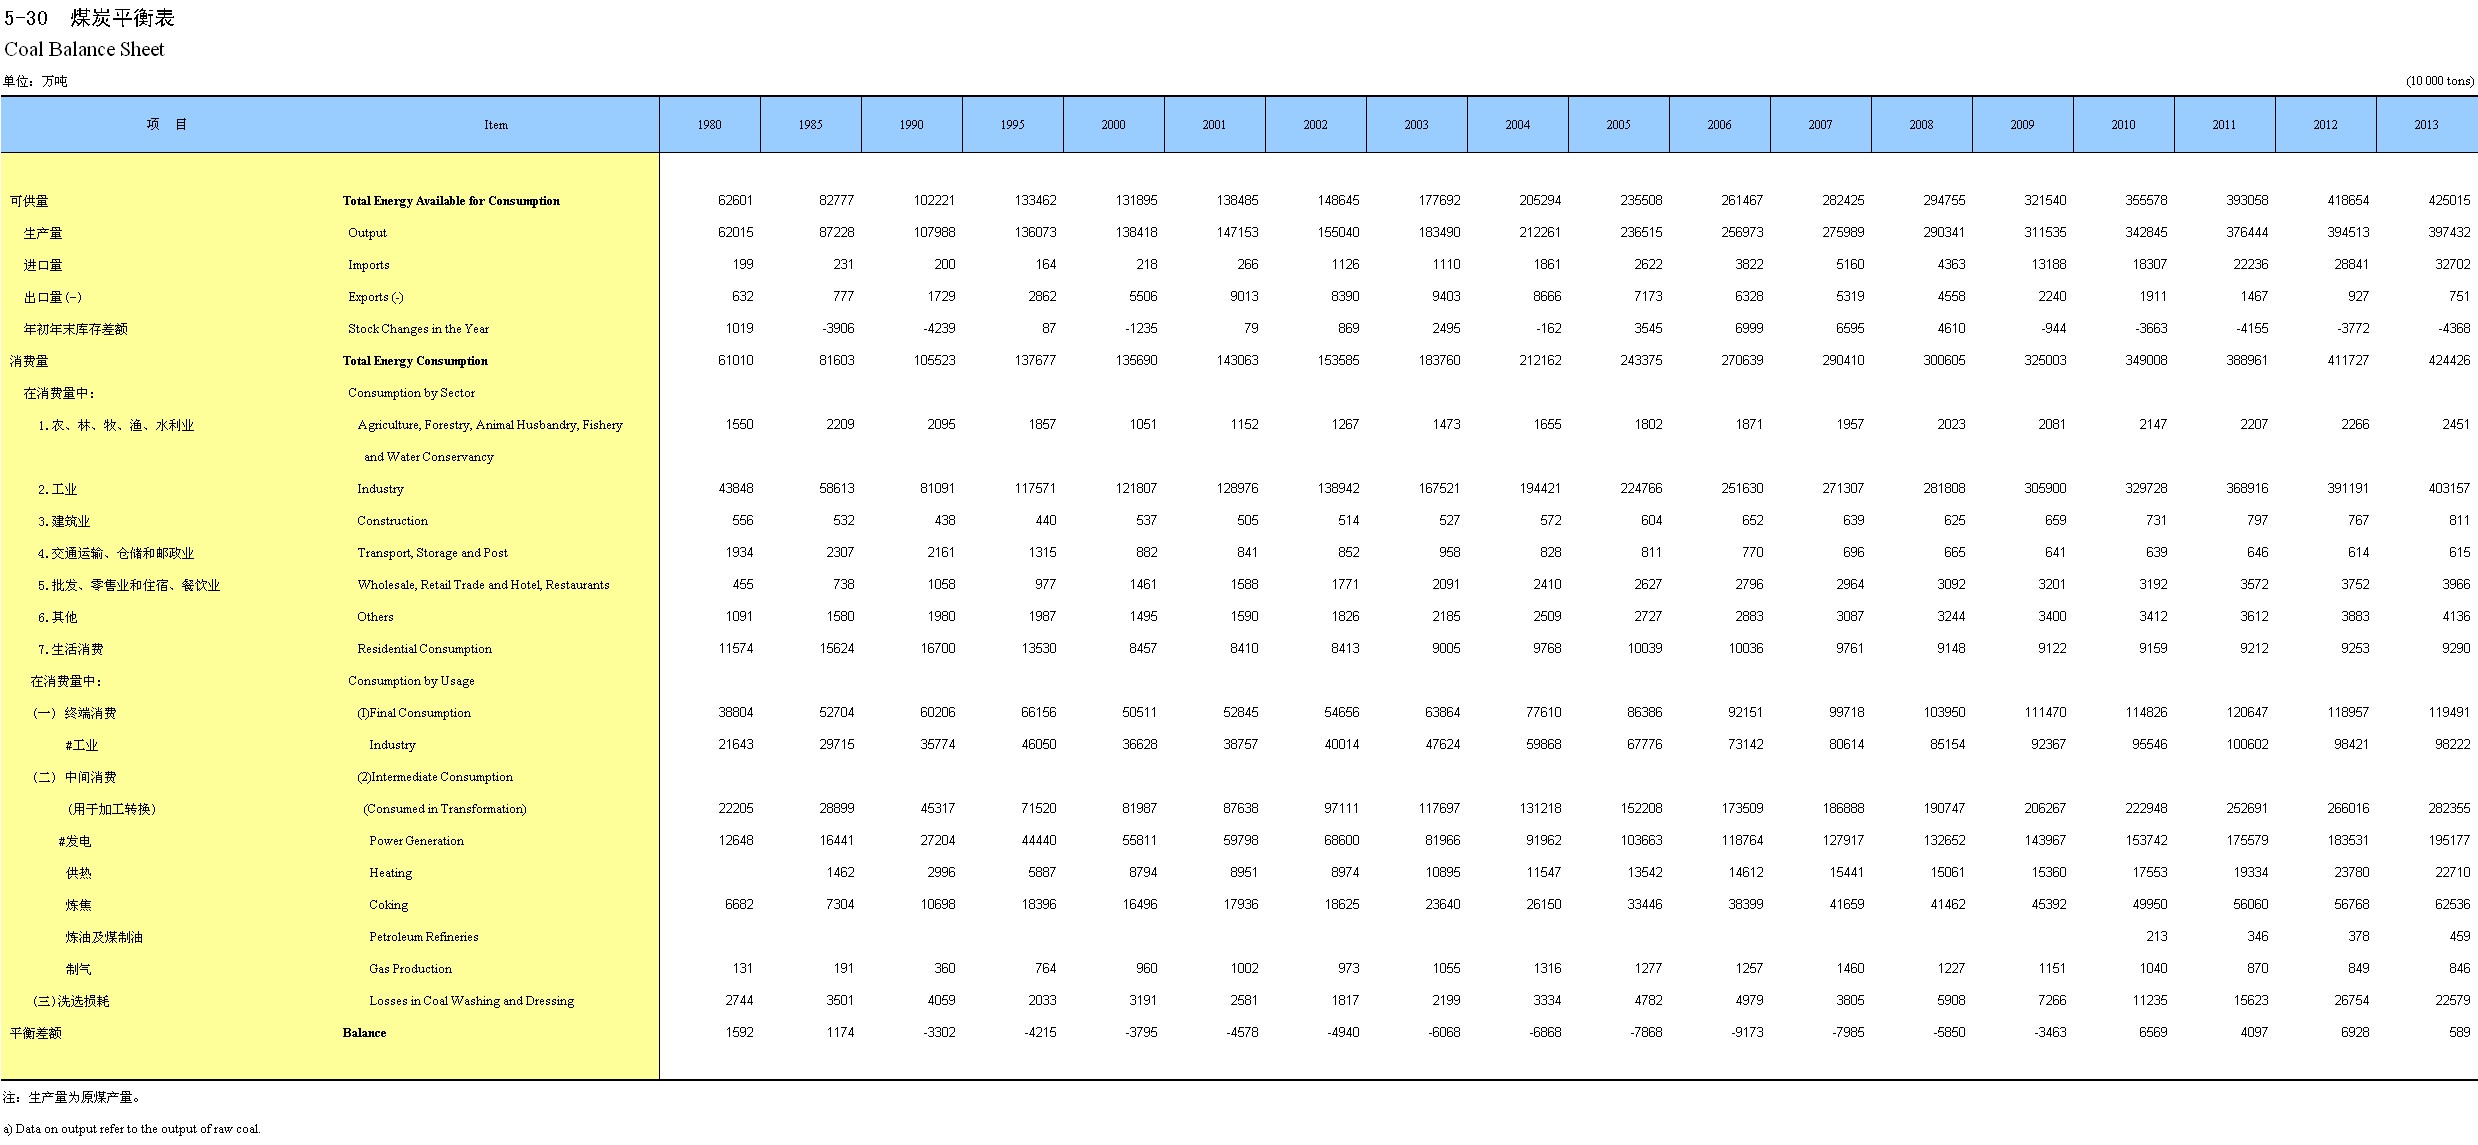 5-30 煤炭平衡表
Coal Balance Sheet
单位：万吨 (10 000 tons)
项 目 Item 1980 1985 1990 1995 2000 2001 2002 2003 2004 2005 2006 2007 2008 2009 2010 2011 2012 2013
可供量 Total Energy Available for Consumption 62601 82777 102221 133462 131895 138485 148645 177692 205294 235508 261467 282425 294755 321540 355578 393058 418654 425015
生产量 Output 62015 87228 107988 136073 138418 147153 155040 183490 212261 236515 256973 275989 290341 311535 342845 376444 394513 397432
进口量 Imports 199 231 200 164 218 266 1126 1110 1861 2622 3822 5160 4363 13188 18307 22236 28841 32702
出口量(-) Exports (-) 632 777 1729 2862 5506 9013 8390 9403 8666 7173 6328 5319 4558 2240 1911 1467 927 751
年初年末库存差额 Stock Changes in the Year 1019 -3906 -4239 87 -1235 79 869 2495 -162 3545 6999 6595 4610 -944 -3663 -4155 -3772 -4368
消费量 Total Energy Consumption 61010 81603 105523 137677 135690 143063 153585 183760 212162 243375 270639 290410 300605 325003 349008 388961 411727 424426
在消费量中： Consumption by Sector
1.农、林、牧、渔、水利业 Agriculture, Forestry, Animal Husbandry, Fishery 1550 2209 2095 1857 1051 1152 1267 1473 1655 1802 1871 1957 2023 2081 2147 2207 2266 2451
and Water Conservancy
2.工业 Industry 43848 58613 81091 117571 121807 128976 138942 167521 194421 224766 251630 271307 281808 305900 329728 368916 391191 403157
3.建筑业 Construction 556 532 438 440 537 505 514 527 572 604 652 639 625 659 731 797 767 811
4.交通运输、仓储和邮政业 Transport, Storage and Post 1934 2307 2161 1315 882 841 852 958 828 811 770 696 665 641 639 646 614 615
5.批发、零售业和住宿、餐饮业 Wholesale, Retail Trade and Hotel, Restaurants 455 738 1058 977 1461 1588 1771 2091 2410 2627 2796 2964 3092 3201 3192 3572 3752 3966
6.其他 Others 1091 1580 1980 1987 1495 1590 1826 2185 2509 2727 2883 3087 3244 3400 3412 3612 3883 4136
7.生活消费 Residential Consumption 11574 15624 16700 13530 8457 8410 8413 9005 9768 10039 10036 9761 9148 9122 9159 9212 9253 9290
在消费量中： Consumption by Usage
(一) 终端消费 (1)Final Consumption 38804 52704 60206 66156 50511 52845 54656 63864 77610 86386 92151 99718 103950 111470 114826 120647 118957 119491
#工业 Industry 21643 29715 35774 46050 36628 38757 40014 47624 59868 67776 73142 80614 85154 92367 95546 100602 98421 98222
(二) 中间消费 (2)Intermediate Consumption
(用于加工转换) (Consumed in Transformation) 22205 28899 45317 71520 81987 87638 97111 117697 131218 152208 173509 186888 190747 206267 222948 252691 266016 282355
#发电 Power Generation 12648 16441 27204 44440 55811 59798 68600 81966 91962 103663 118764 127917 132652 143967 153742 175579 183531 195177
供热 Heating 1462 2996 5887 8794 8951 8974 10895 11547 13542 14612 15441 15061 15360 17553 19334 23780 22710
炼焦 Coking 6682 7304 10698 18396 16496 17936 18625 23640 26150 33446 38399 41659 41462 45392 49950 56060 56768 62536
炼油及煤制油 Petroleum Refineries 213 346 378 459
制气 Gas Production 131 191 360 764 960 1002 973 1055 1316 1277 1257 1460 1227 1151 1040 870 849 846
(三)洗选损耗 Losses in Coal Washing and Dressing 2744 3501 4059 2033 3191 2581 1817 2199 3334 4782 4979 3805 5908 7266 11235 15623 26754 22579
平衡差额 Balance 1592 1174 -3302 -4215 -3795 -4578 -4940 -6068 -6868 -7868 -9173 -7985 -5850 -3463 6569 4097 6928 589
注：生产量为原煤产量。
a) Data on output refer to the output of raw coal.